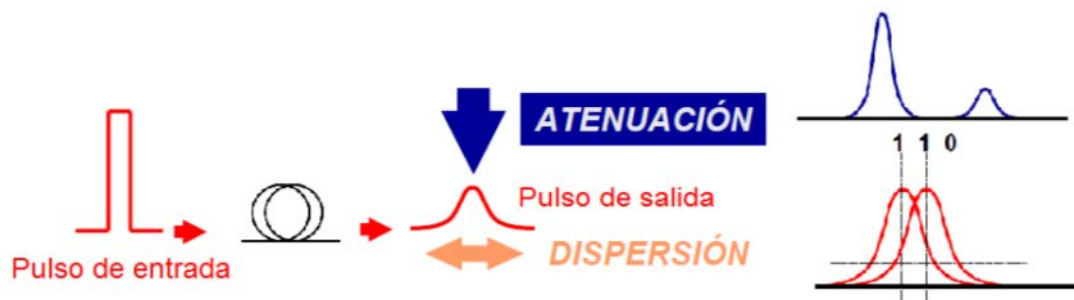 ATENUACIÓN
1 1 0
Pulso de salida
DISPERSIÓN
Pulso de entrada